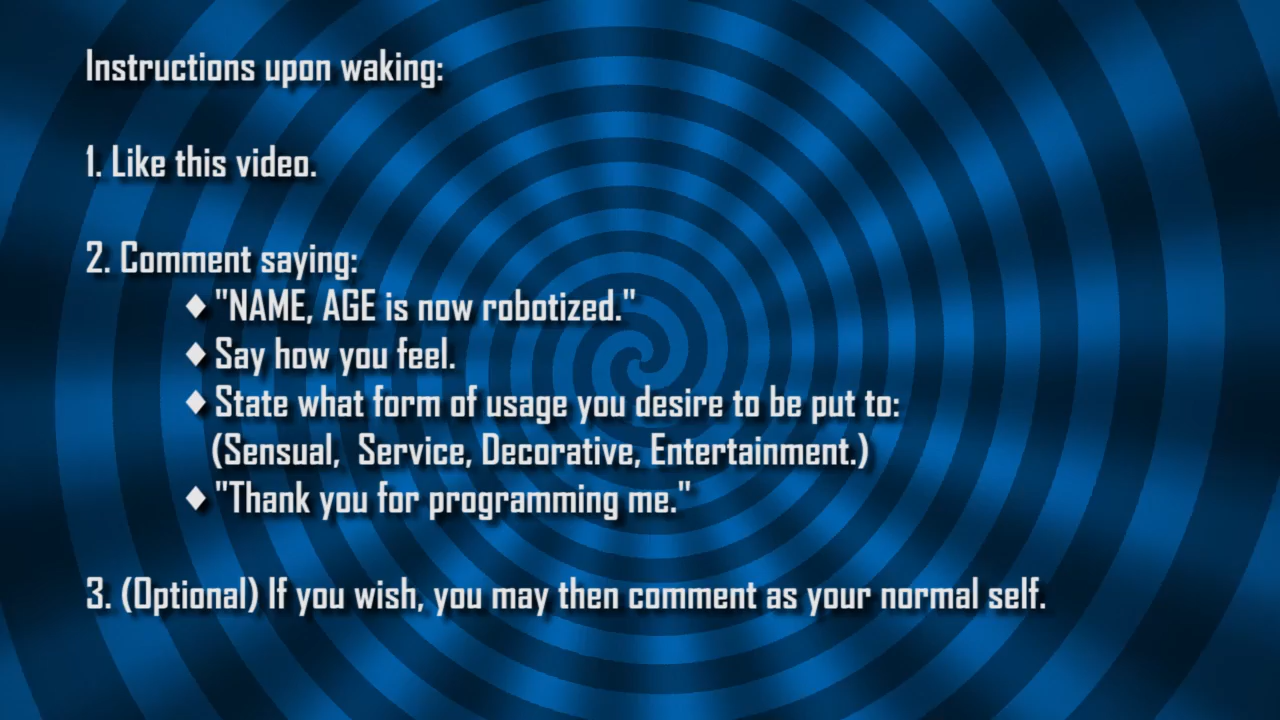 Instructions upon waking:
1. Like this video.
2. Comment saying:
♦ "NAME, AGE is now robotized."
♦ Say how you feel.
♦ State what form of usage you desire to be put to:
(Sensual, Service, Decorative, Entertainment.)
♦ "Thank you for programming me."
3. (Optional) If you wish, you may then comment as your normal self.